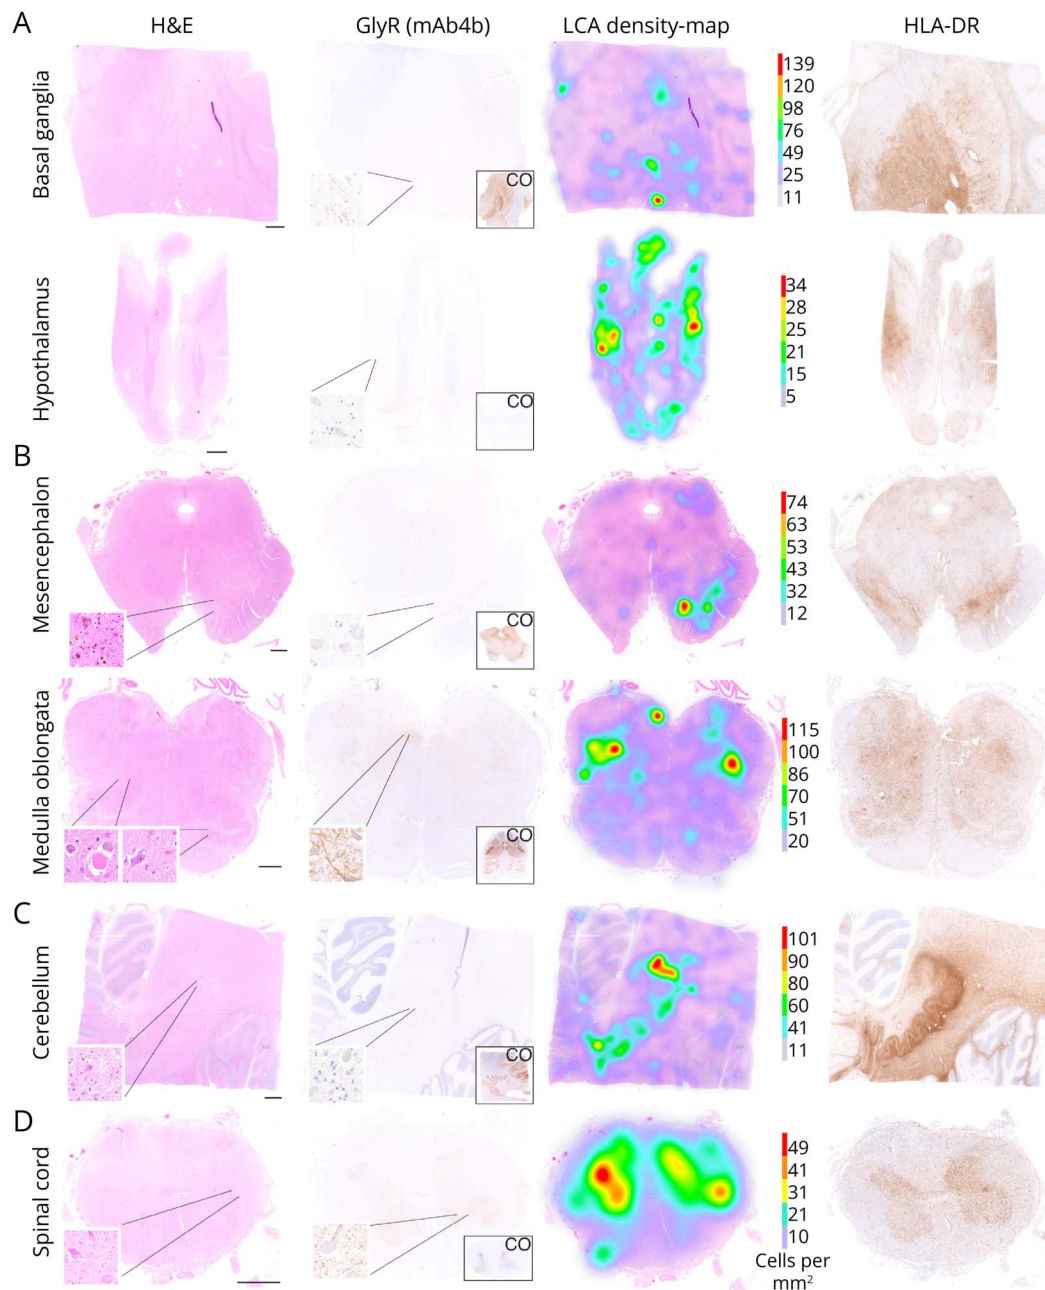 A
H&E
GlyR (mAb4b)
LCA density-map
HLA-DR
Basal ganglia
CO
139
120
98
76
49
25
11
Hypothalamus
CO
34
28
25
21
15
5
B
Mesencephalon
CO
74
63
53
43
32
12
Medulla oblongata
CO
115
100
86
70
51
20
C
Cerebellum
CO
101
90
80
60
41
11
D
Spinal cord
CO
49
41
31
21
10
Cells per
mm²